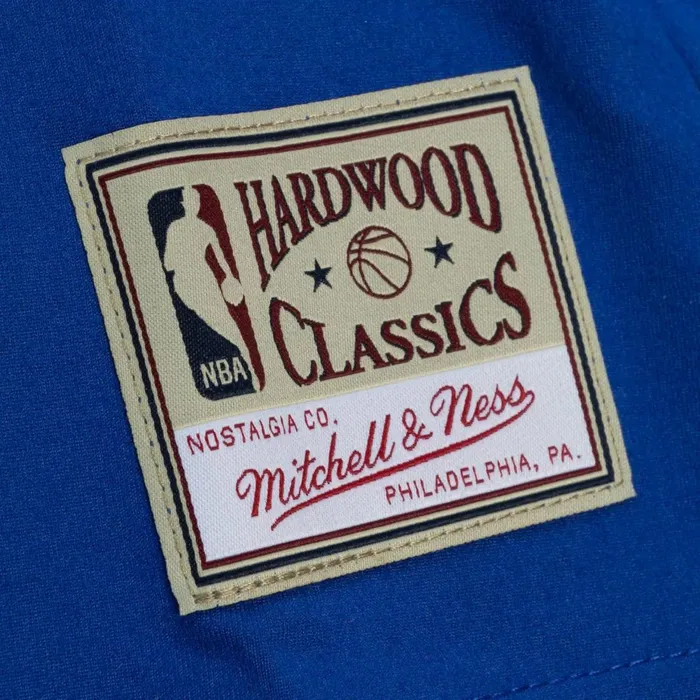 HARDWOOD
CLASSICS
NBA
NOSTALGIA CO.
Mitchell & Ness
PHILADELPHIA, PA.